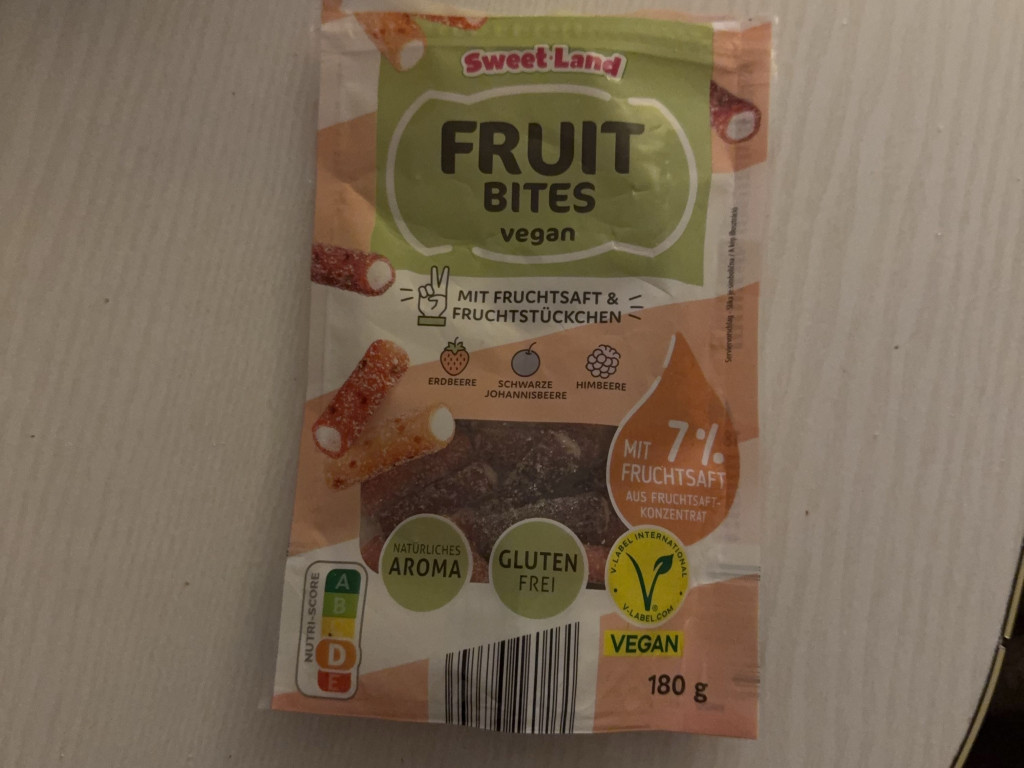 Sweet Land
FRUIT
BITES
vegan
MIT FRUCHTSAFT &
FRUCHTSTÜCKCHEN
ERDBEERE
SCHWARZE
JOHANNISBEERE
HIMBEERE
MIT 7%
FRUCHTSAFT
AUS FRUCHTSAFT-
KONZENTRAT
NATÜRLICHES
AROMA
GLUTEN
FREI
V-LABEL INTERNATIONAL
V-LABEL.COM
VEGAN
NUTRI-SCORE
A
B
D
E
180 g